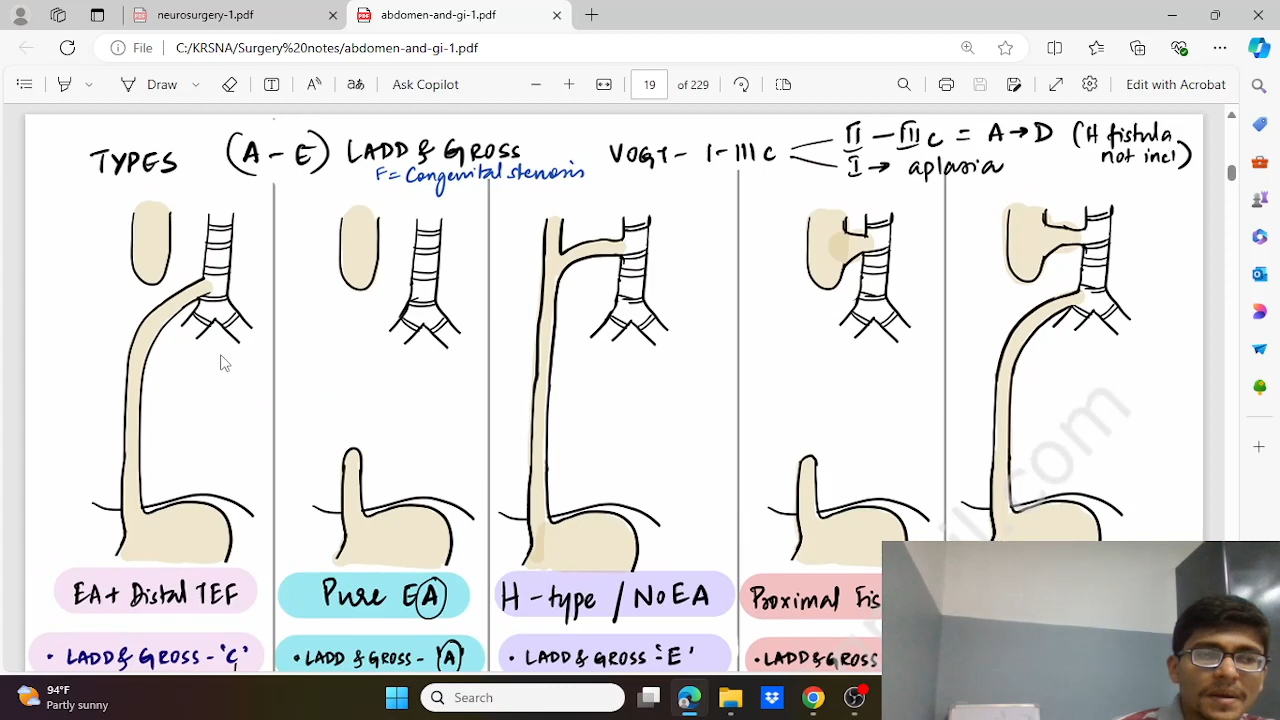 neurosurgery-1.pdf
abdomen-and-gi-1.pdf
File
C:/KRSNA/Surgery%20notes/abdomen-and-gi-1.pdf
Draw
Ask Copilot
19 of 229
Edit with Acrobat
TYPES (A-E) LADD & GROSS
F= Congenital stenosis
VOGT - I-III c
II - III c = A → D (H fistula not incl)
I → aplasia
EA+ Distal TEF
Pure EA
H-type / No EA
Proximal Fis
• LADD & GROSS - 'C'
• LADD & GROSS - 'A'
• LADD & GROSS = 'E'
• LADD & GROSS
94°F
Partly sunny
Search